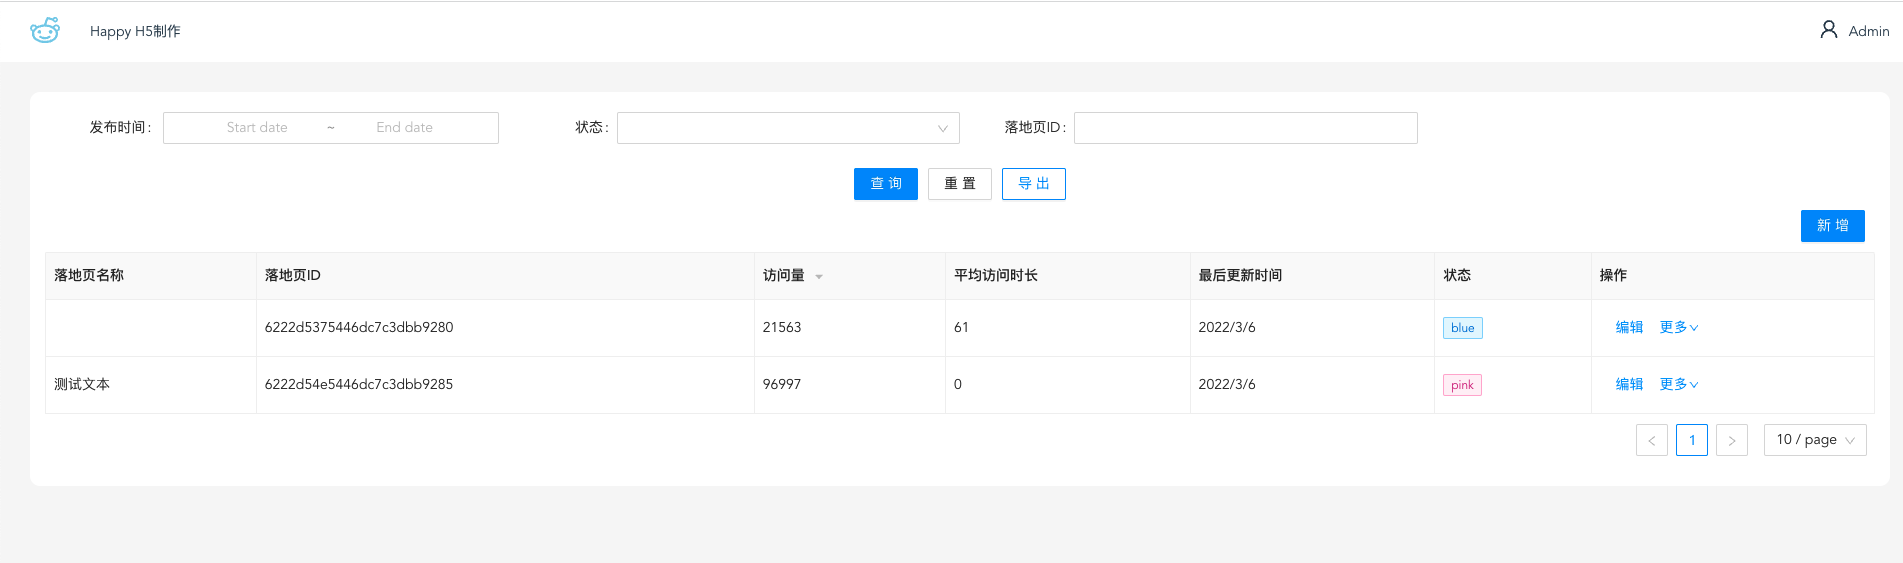 Happy H5制作
Admin
发布时间: Start date ~ End date 状态: 落地页ID:
查 询 重 置 导 出
新 增
落地页名称 落地页ID 访问量 平均访问时长 最后更新时间 状态 操作
6222d5375446dc7c3dbb9280 21563 61 2022/3/6 blue 编辑 更多
测试文本 6222d54e5446dc7c3dbb9285 96997 0 2022/3/6 pink 编辑 更多
< 1 > 10 / page